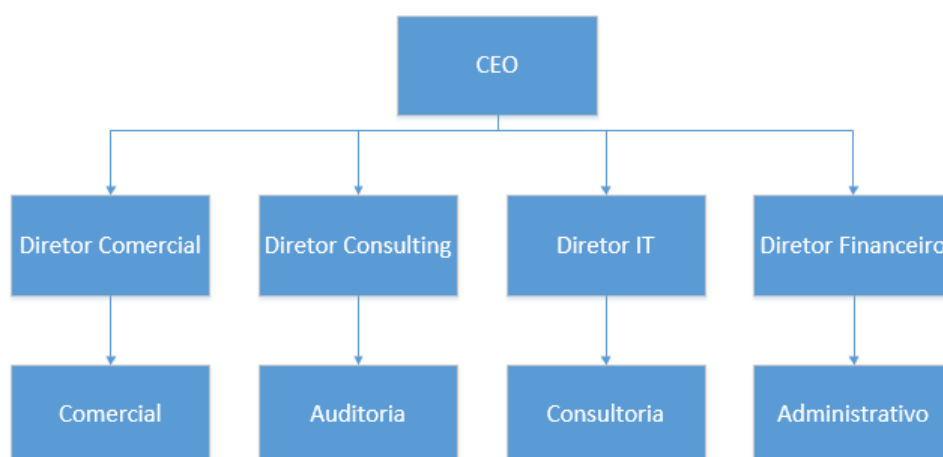 CEO
Diretor Comercial
Diretor Consulting
Diretor IT
Diretor Financeiro
Comercial
Auditoria
Consultoria
Administrativo